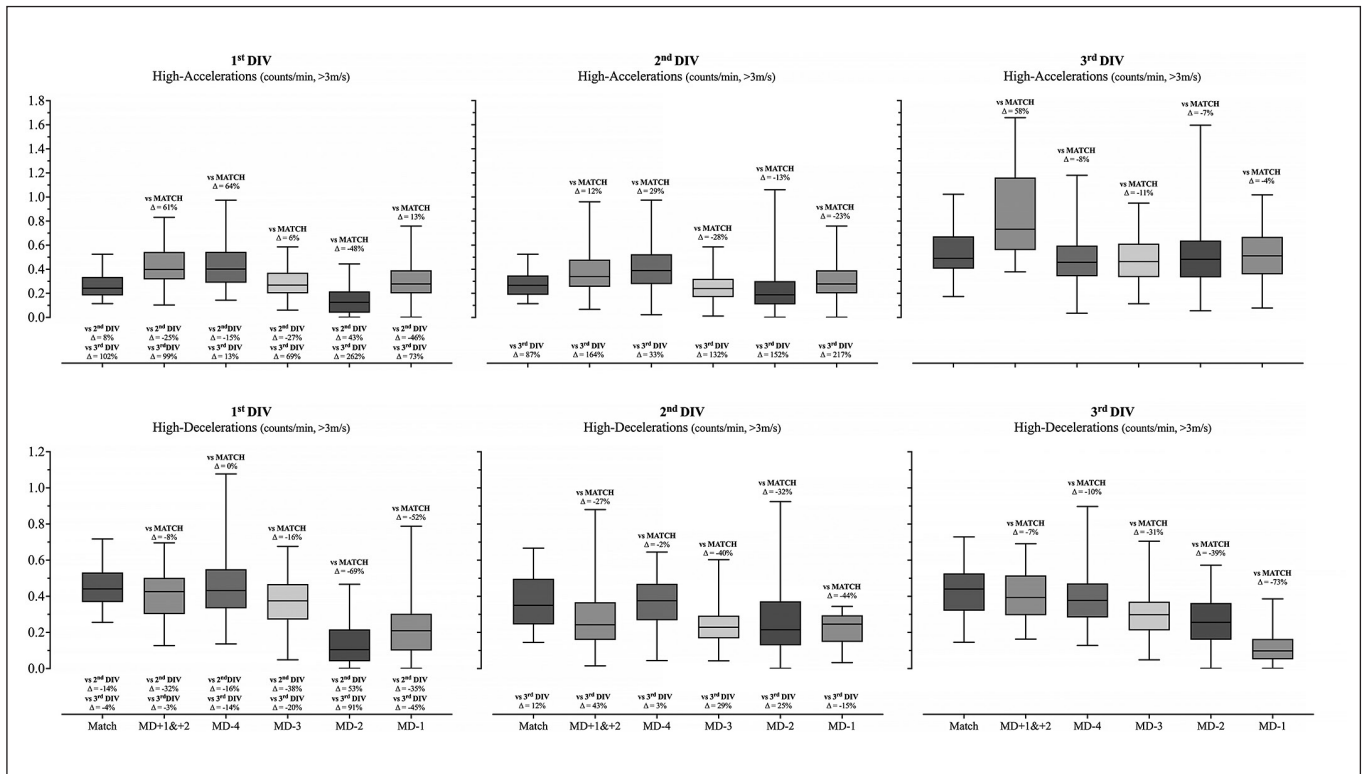 1st DIV
High-Accelerations (counts/min, >3m/s)
2nd DIV
High-Accelerations (counts/min, >3m/s)
3rd DIV
High-Accelerations (counts/min, >3m/s)
1.8
1.6
1.4
1.2
1.0
0.8
0.6
0.4
0.2
0.0
vs MATCH
Δ = 61%
vs MATCH
Δ = 64%
vs MATCH
Δ = 6%
vs MATCH
Δ = -48%
vs MATCH
Δ = 13%
vs 2nd DIV
Δ = 8%
vs 3rd DIV
Δ = 102%
vs 2nd DIV
Δ = -25%
vs 3rdDIV
Δ = 99%
vs 2ndDIV
Δ = -15%
vs 3rd DIV
Δ = 13%
vs 2nd DIV
Δ = -27%
vs 3rd DIV
Δ = 69%
vs 2nd DIV
Δ = 43%
vs 3rd DIV
Δ = 262%
vs 2nd DIV
Δ = -46%
vs 3rd DIV
Δ = 73%
vs MATCH
Δ = 12%
vs MATCH
Δ = 29%
vs MATCH
Δ = -28%
vs MATCH
Δ = -13%
vs MATCH
Δ = -23%
vs 3rd DIV
Δ = 87%
vs 3rd DIV
Δ = 164%
vs 3rd DIV
Δ = 33%
vs 3rd DIV
Δ = 132%
vs 3rd DIV
Δ = 152%
vs 3rd DIV
Δ = 217%
vs MATCH
Δ = 58%
vs MATCH
Δ = -8%
vs MATCH
Δ = -11%
vs MATCH
Δ = -7%
vs MATCH
Δ = -4%
1st DIV
High-Decelerations (counts/min, >3m/s)
2nd DIV
High-Decelerations (counts/min, >3m/s)
3rd DIV
High-Decelerations (counts/min, >3m/s)
1.2
1.0
0.8
0.6
0.4
0.2
0.0
vs MATCH
Δ = -8%
vs MATCH
Δ = 0%
vs MATCH
Δ = -16%
vs MATCH
Δ = -69%
vs MATCH
Δ = -52%
vs 2nd DIV
Δ = -14%
vs 3rd DIV
Δ = -4%
vs 2nd DIV
Δ = -32%
vs 3rdDIV
Δ = -3%
vs 2ndDIV
Δ = -16%
vs 3rd DIV
Δ = -14%
vs 2nd DIV
Δ = -38%
vs 3rd DIV
Δ = -20%
vs 2nd DIV
Δ = 53%
vs 3rd DIV
Δ = 91%
vs 2nd DIV
Δ = -35%
vs 3rd DIV
Δ = -45%
vs MATCH
Δ = -27%
vs MATCH
Δ = -2%
vs MATCH
Δ = -40%
vs MATCH
Δ = -32%
vs MATCH
Δ = -44%
vs 3rd DIV
Δ = 12%
vs 3rd DIV
Δ = 43%
vs 3rd DIV
Δ = 3%
vs 3rd DIV
Δ = 29%
vs 3rd DIV
Δ = 25%
vs 3rd DIV
Δ = -15%
vs MATCH
Δ = -7%
vs MATCH
Δ = -10%
vs MATCH
Δ = -31%
vs MATCH
Δ = -39%
vs MATCH
Δ = -73%
Match MD+1&+2 MD-4 MD-3 MD-2 MD-1
Match MD+1&+2 MD-4 MD-3 MD-2 MD-1
Match MD+1&+2 MD-4 MD-3 MD-2 MD-1